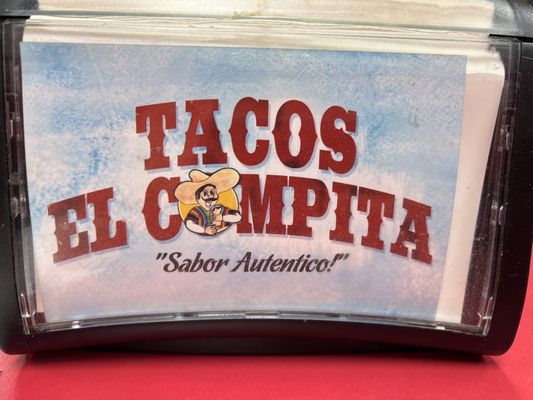 TACOS
EL COMPITA
"Sabor Autentico!"